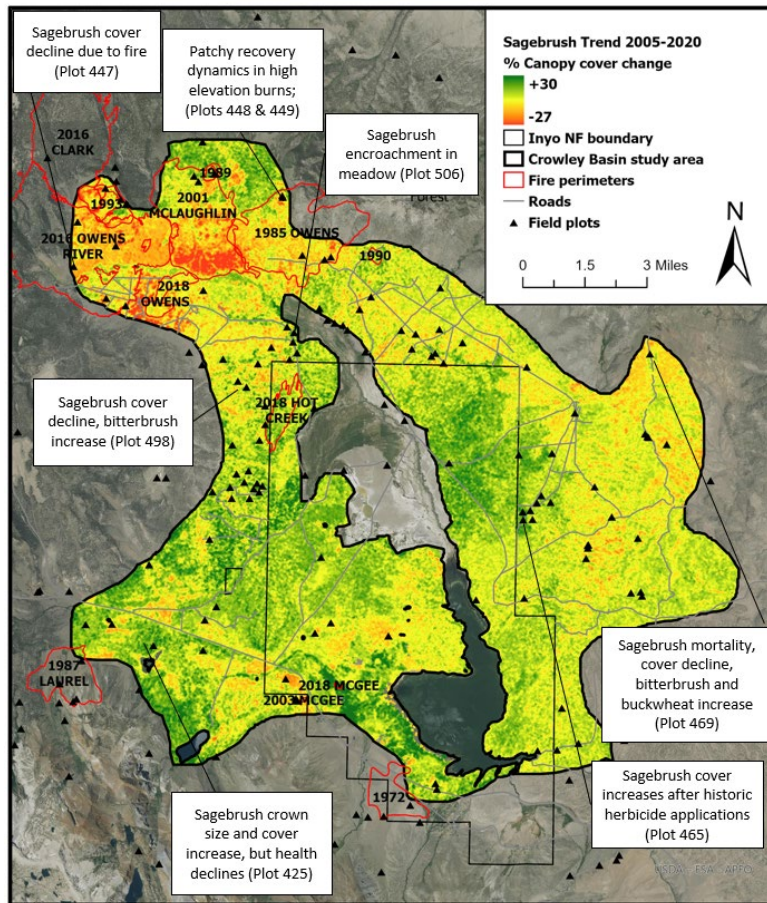 Sagebrush cover
decline due to fire
(Plot 447)
Patchy recovery
dynamics in high
elevation burns;
(Plots 448 & 449)
Sagebrush
encroachment in
meadow (Plot 506)
Sagebrush Trend 2005-2020
% Canopy cover change
+30
-27
Inyo NF boundary
Crowley Basin study area
Fire perimeters
Roads
Field plots
N
0 1.5 3 Miles
2016
CLARK
1989
1993
2001
MCLAUGHLIN
Forest
2016 OWENS
RIVER
1985 OWENS
1990
2018
OWENS
Sagebrush cover
decline, bitterbrush
increase (Plot 498)
2018 HOT
CREEK
1987
LAUREL
2018 MCGEE
2003 MCGEE
1972
Sagebrush mortality,
cover decline,
bitterbrush and
buckwheat increase
(Plot 469)
Sagebrush crown
size and cover
increase, but health
declines (Plot 425)
Sagebrush cover
increases after historic
herbicide applications
(Plot 465)
USDA FSA APFO